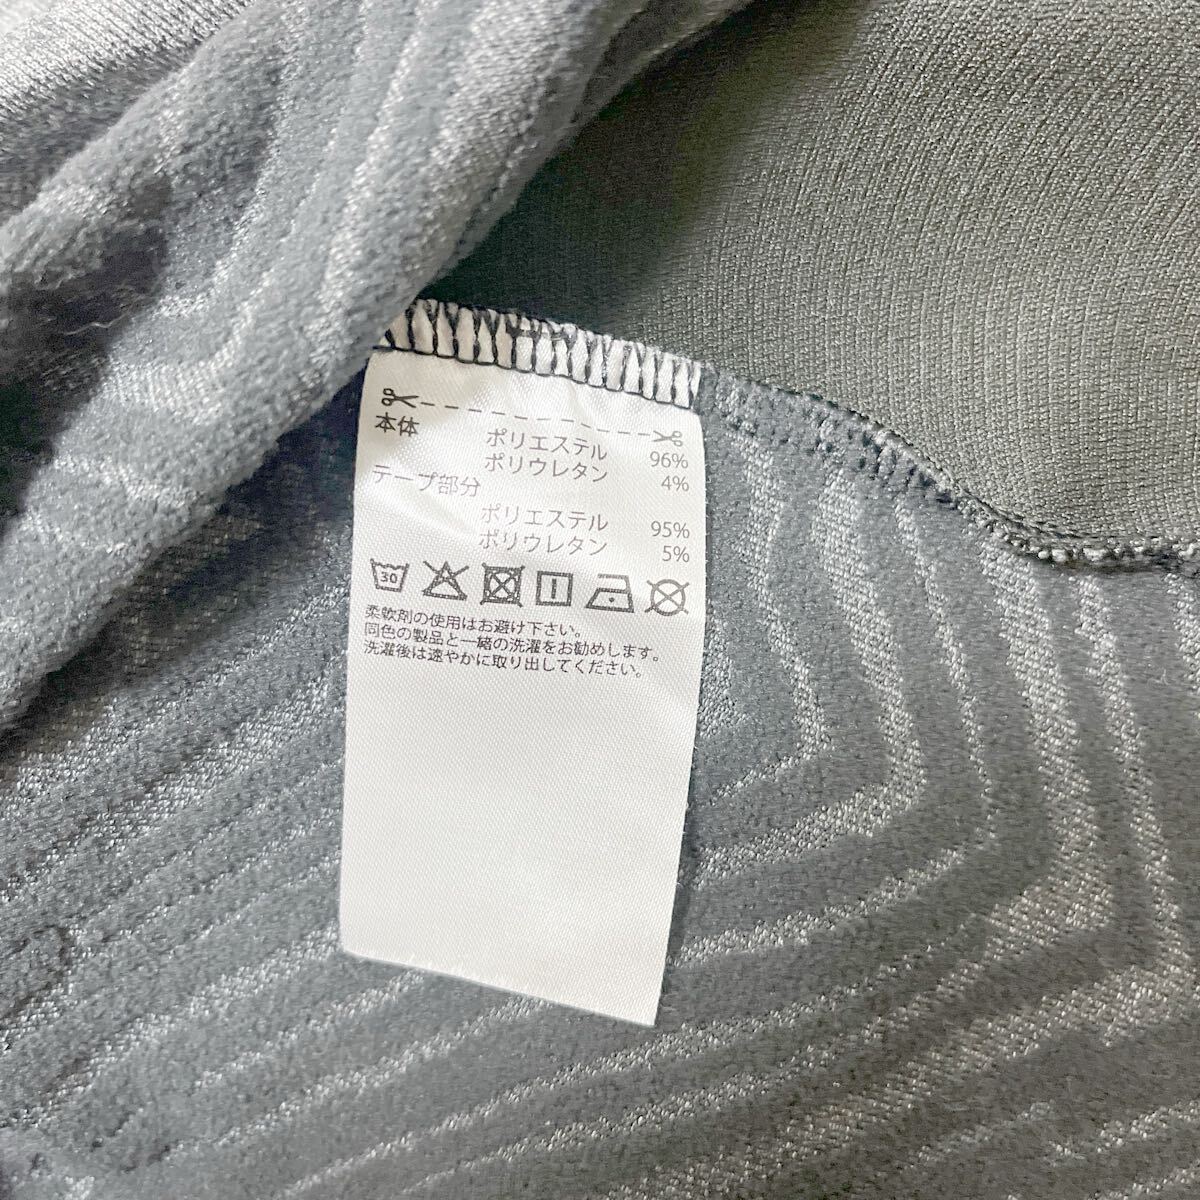 本体
ポリエステル 96%
ポリウレタン 4%
テープ部分
ポリエステル 95%
ポリウレタン 5%
30
柔軟剤の使用はお避け下さい。
同色の製品と一緒の洗濯をお勧めします。
洗濯後は速やかに取り出してください。